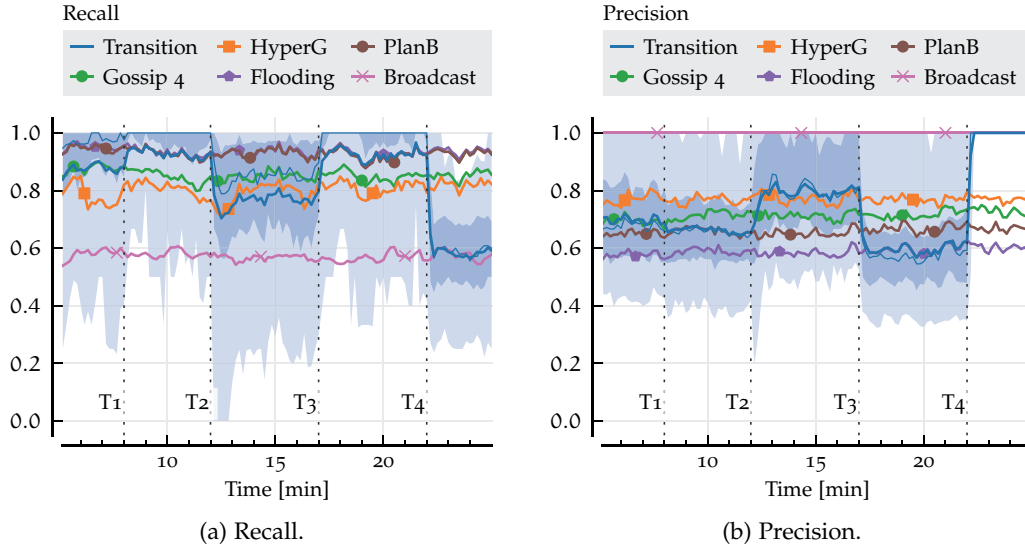 Recall
Transition HyperG PlanB
Gossip 4 Flooding Broadcast
1.0
0.8
0.6
0.4
0.2
0.0
T1 T2 T3 T4
10 15 20
Time [min]
(a) Recall.
Precision
Transition HyperG PlanB
Gossip 4 Flooding Broadcast
1.0
0.8
0.6
0.4
0.2
0.0
T1 T2 T3 T4
10 15 20
Time [min]
(b) Precision.